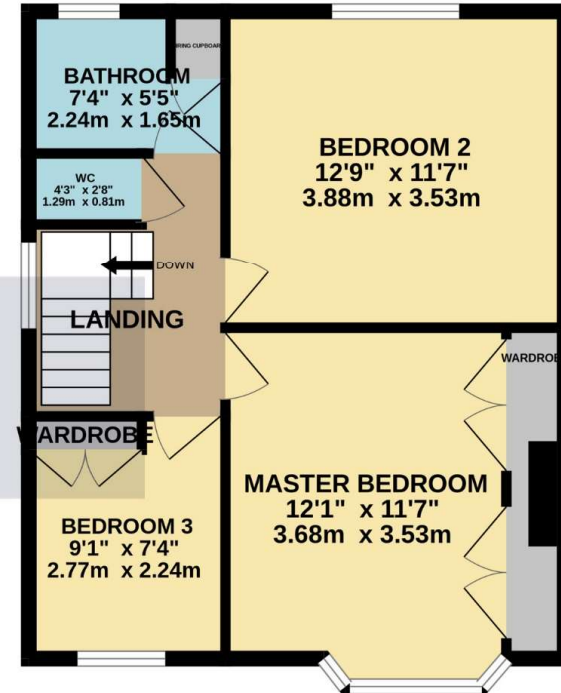 BATHROOM
7'4" x 5'5"
2.24m x 1.65m
BEDROOM 2
12'9" x 11'7"
3.88m x 3.53m
WC
4'3" x 2'8"
1.29m x 0.81m
DOWN
LANDING
WARDROBE
WARDROBE
MASTER BEDROOM
12'1" x 11'7"
3.68m x 3.53m
BEDROOM 3
9'1" x 7'4"
2.77m x 2.24m